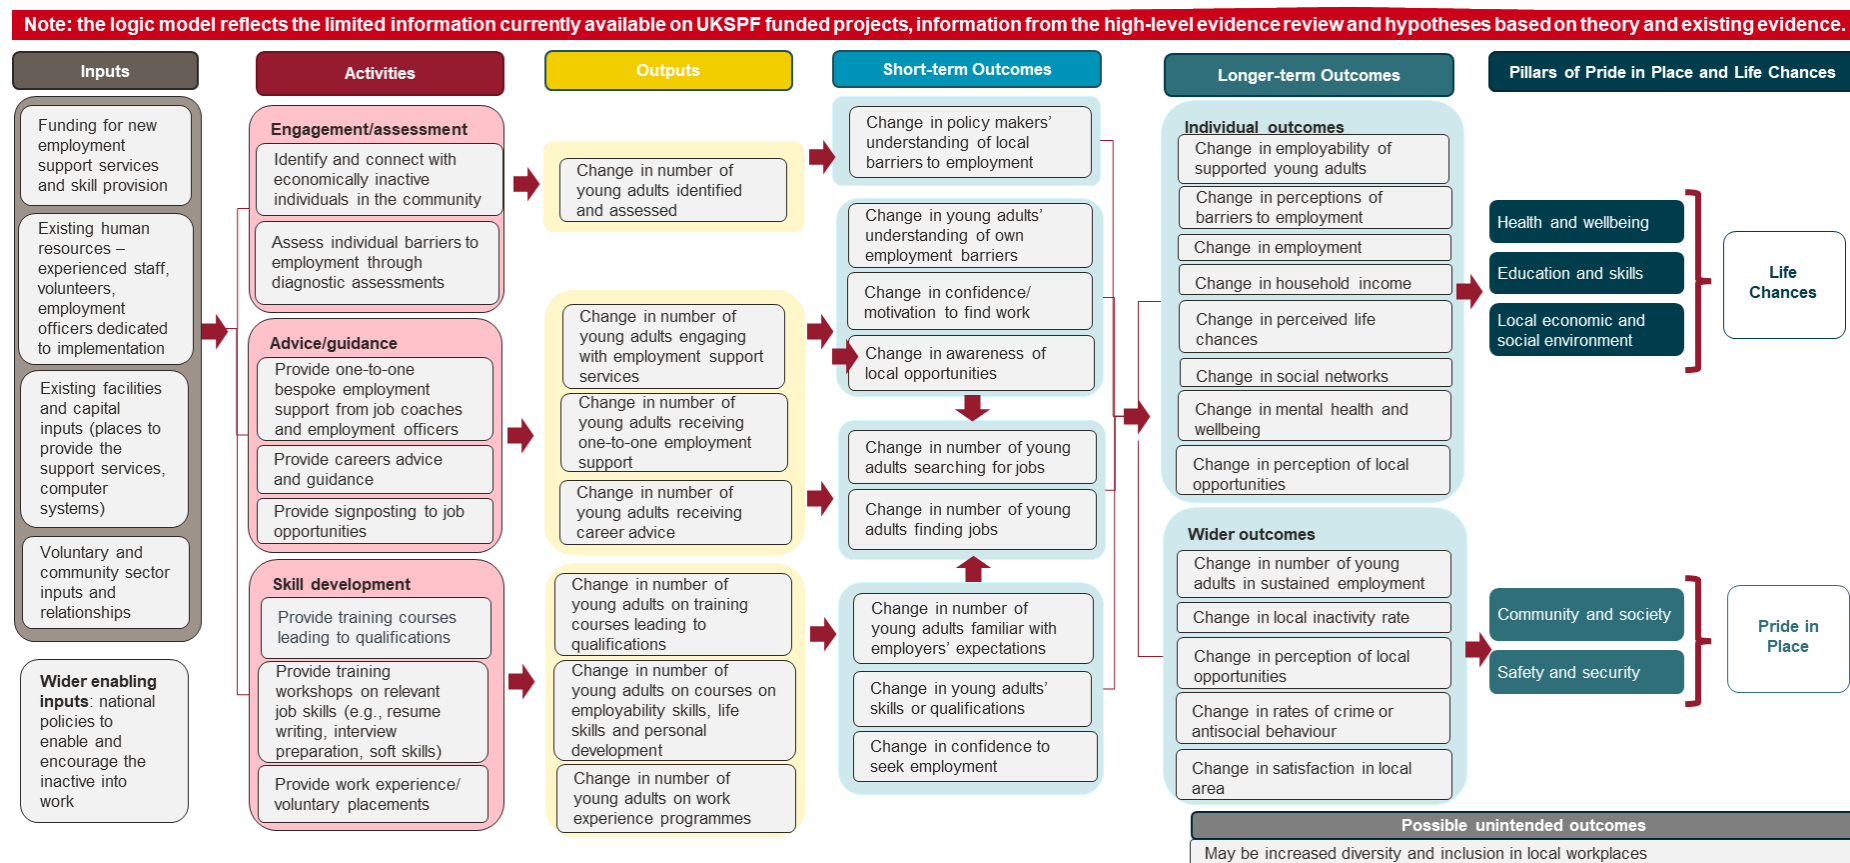 Note: the logic model reflects the limited information currently available on UKSPF funded projects, information from the high-level evidence review and hypotheses based on theory and existing evidence.
Inputs
Funding for new
employment
support services
and skill provision
Existing human
resources –
experienced staff,
volunteers,
employment
officers dedicated
to implementation
Existing facilities
and capital
inputs (places to
provide the
support services,
computer
systems)
Voluntary and
community sector
inputs and
relationships
Wider enabling
inputs: national
policies to
enable and
encourage the
inactive into
work
Activities
Engagement/assessment
Identify and connect with
economically inactive
individuals in the community
Assess individual barriers to
employment through
diagnostic assessments
Advice/guidance
Provide one-to-one
bespoke employment
support from job coaches
and employment officers
Provide careers advice
and guidance
Provide signposting to job
opportunities
Skill development
Provide training courses
leading to qualifications
Provide training
workshops on relevant
job skills (e.g., resume
writing, interview
preparation, soft skills)
Provide work experience/
voluntary placements
Outputs
Change in number of
young adults identified
and assessed
Change in number of
young adults engaging
with employment support
services
Change in number of
young adults receiving
one-to-one employment
support
Change in number of
young adults receiving
career advice
Change in number of
young adults on training
courses leading to
qualifications
Change in number of
young adults on courses on
employability skills, life
skills and personal
development
Change in number of
young adults on work
experience programmes
Short-term Outcomes
Change in policy makers’
understanding of local
barriers to employment
Change in young adults’
understanding of own
employment barriers
Change in confidence/
motivation to find work
Change in awareness of
local opportunities
Change in number of young
adults searching for jobs
Change in number of young
adults finding jobs
Change in number of
young adults familiar with
employers’ expectations
Change in young adults’
skills or qualifications
Change in confidence to
seek employment
Longer-term Outcomes
Individual outcomes
Change in employability of
supported young adults
Change in perceptions of
barriers to employment
Change in employment
Change in household income
Change in perceived life
chances
Change in social networks
Change in mental health and
wellbeing
Change in perception of local
opportunities
Wider outcomes
Change in number of young
adults in sustained employment
Change in local inactivity rate
Change in perception of local
opportunities
Change in rates of crime or
antisocial behaviour
Change in satisfaction in local
area
Pillars of Pride in Place and Life Chances
Health and wellbeing
Education and skills
Local economic and
social environment
Life
Chances
Community and society
Safety and security
Pride in
Place
Possible unintended outcomes
May be increased diversity and inclusion in local workplaces